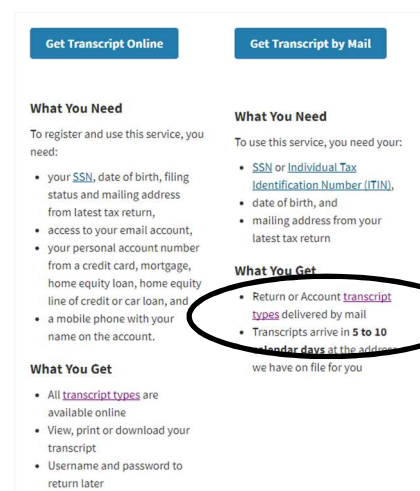 Get Transcript Online
What You Need
To register and use this service, you
need:
• your SSN, date of birth, filing
status and mailing address
from latest tax return,
• access to your email account,
• your personal account number
from a credit card, mortgage,
home equity loan, home equity
line of credit or car loan, and
• a mobile phone with your
name on the account.
What You Get
• All transcript types are
available online
• View, print or download your
transcript
• Username and password to
return later
Get Transcript by Mail
What You Need
To use this service, you need your:
• SSN or Individual Tax
Identification Number (ITIN),
• date of birth, and
• mailing address from your
latest tax return
What You Get
• Return or Account transcript
types delivered by mail
• Transcripts arrive in 5 to 10
calendar days at the address
we have on file for you